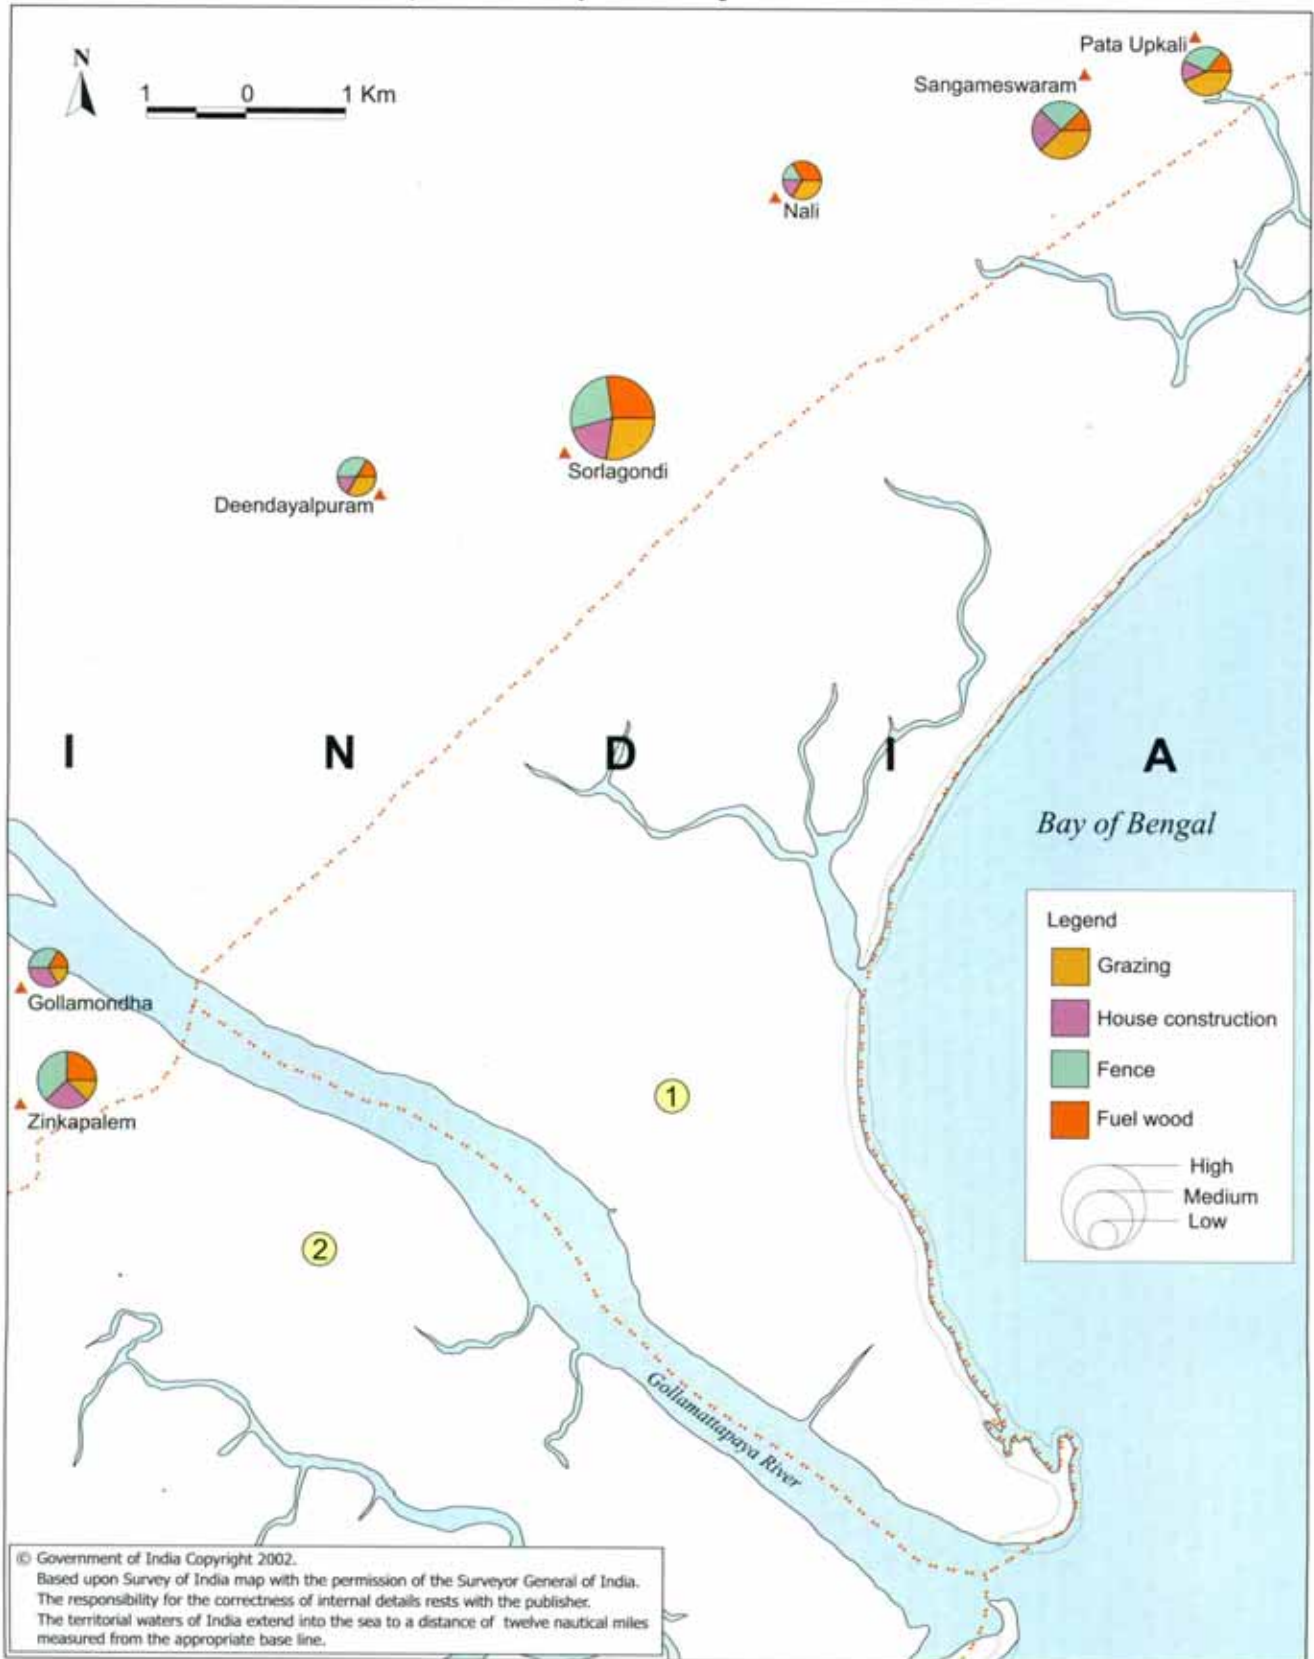 N
1 0 1 Km
Pata Upkali
Sangameswaram
Nali
Sorlagondi
Deendayalpuram
I N D I A
Bay of Bengal
Legend
Grazing
House construction
Fence
Fuel wood
High
Medium
Low
Gollamondha
Zinkapalem
1
2
Gollamattapaya River
© Government of India Copyright 2002.
Based upon Survey of India map with the permission of the Surveyor General of India.
The responsibility for the correctness of internal details rests with the publisher.
The territorial waters of India extend into the sea to a distance of twelve nautical miles
measured from the appropriate base line.